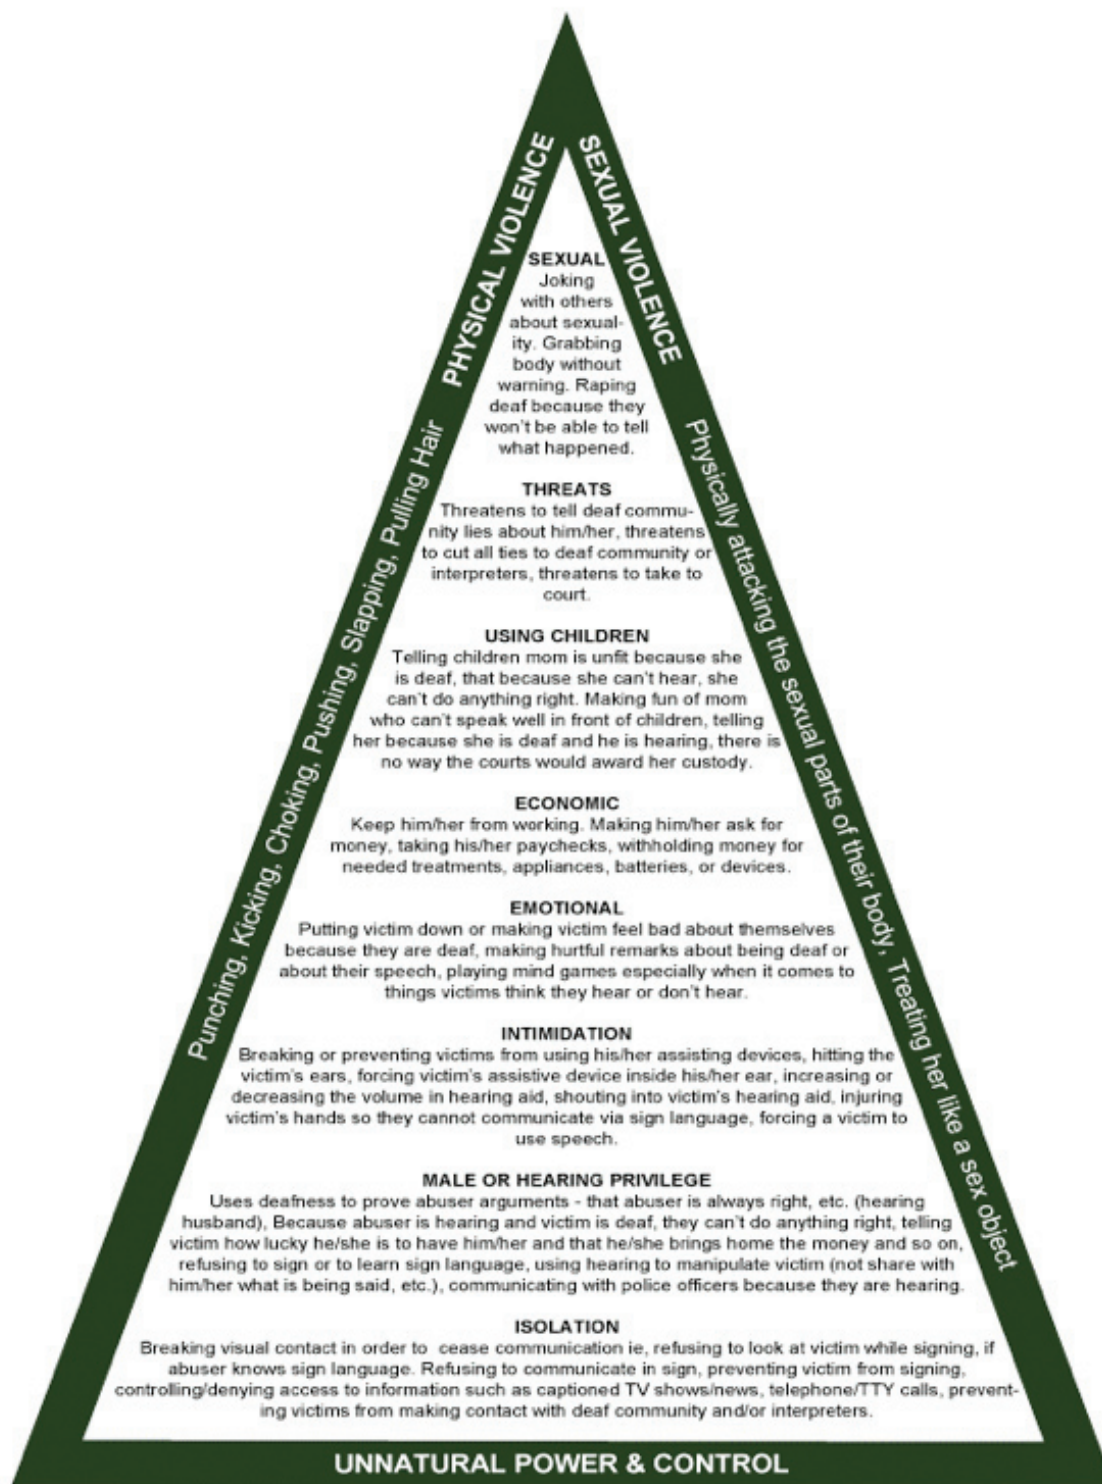 PHYSICAL VIOLENCE
Punching, Kicking, Choking, Pushing, Slapping, Pulling Hair
SEXUAL VIOLENCE
Physically attacking the sexual parts of their body, Treating her like a sex object
SEXUAL
Joking
with others
about sexual-
ity. Grabbing
body without
warning. Raping
deaf because they
won't be able to tell
what happened.
THREATS
Threatens to tell deaf commu-
nity lies about him/her, threatens
to cut all ties to deaf community or
interpreters, threatens to take to
court.
USING CHILDREN
Telling children mom is unfit because she
is deaf, that because she can't hear, she
can't do anything right. Making fun of mom
who can't speak well in front of children, telling
her because she is deaf and he is hearing, there is
no way the courts would award her custody.
ECONOMIC
Keep him/her from working. Making him/her ask for
money, taking his/her paychecks, withholding money for
needed treatments, appliances, batteries, or devices.
EMOTIONAL
Putting victim down or making victim feel bad about themselves
because they are deaf, making hurtful remarks about being deaf or
about their speech, playing mind games especially when it comes to
things victims think they hear or don't hear.
INTIMIDATION
Breaking or preventing victims from using his/her assisting devices, hitting the
victim's ears, forcing victim's assistive device inside his/her ear, increasing or
decreasing the volume in hearing aid, shouting into victim's hearing aid, injuring
victim's hands so they cannot communicate via sign language, forcing a victim to
use speech.
MALE OR HEARING PRIVILEGE
Uses deafness to prove abuser arguments - that abuser is always right, etc. (hearing
husband), Because abuser is hearing and victim is deaf, they can't do anything right, telling
victim how lucky he/she is to have him/her and that he/she brings home the money and so on,
refusing to sign or to learn sign language, using hearing to manipulate victim (not share with
him/her what is being said, etc.), communicating with police officers because they are hearing.
ISOLATION
Breaking visual contact in order to cease communication ie, refusing to look at victim while signing, if
abuser knows sign language. Refusing to communicate in sign, preventing victim from signing,
controlling/denying access to information such as captioned TV shows/news, telephone/TTY calls, prevent-
ing victims from making contact with deaf community and/or interpreters.
UNNATURAL POWER & CONTROL